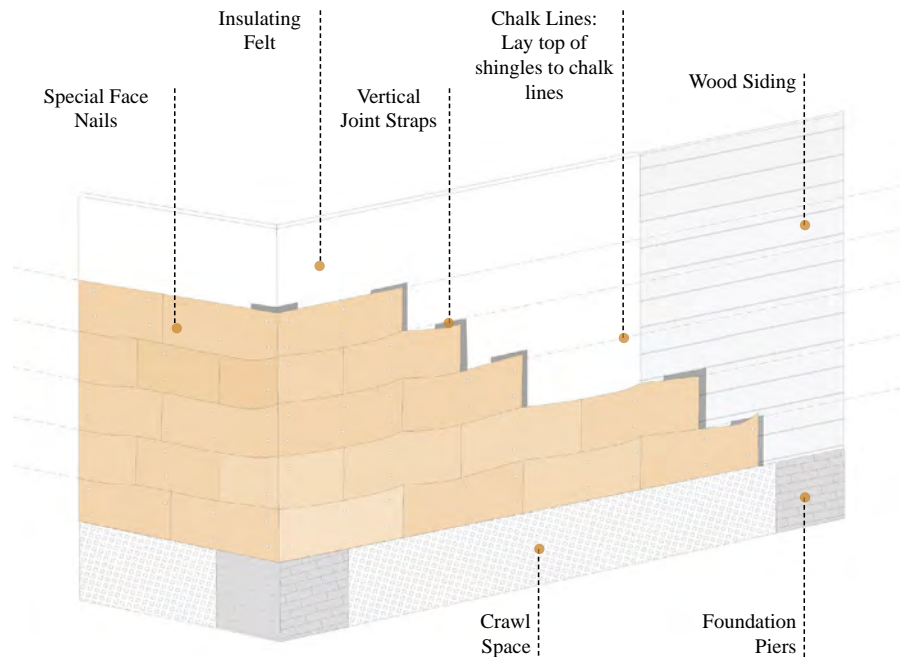 Insulating
Felt
Chalk Lines:
Lay top of
shingles to chalk
lines
Special Face
Nails
Vertical
Joint Straps
Wood Siding
Crawl
Space
Foundation
Piers